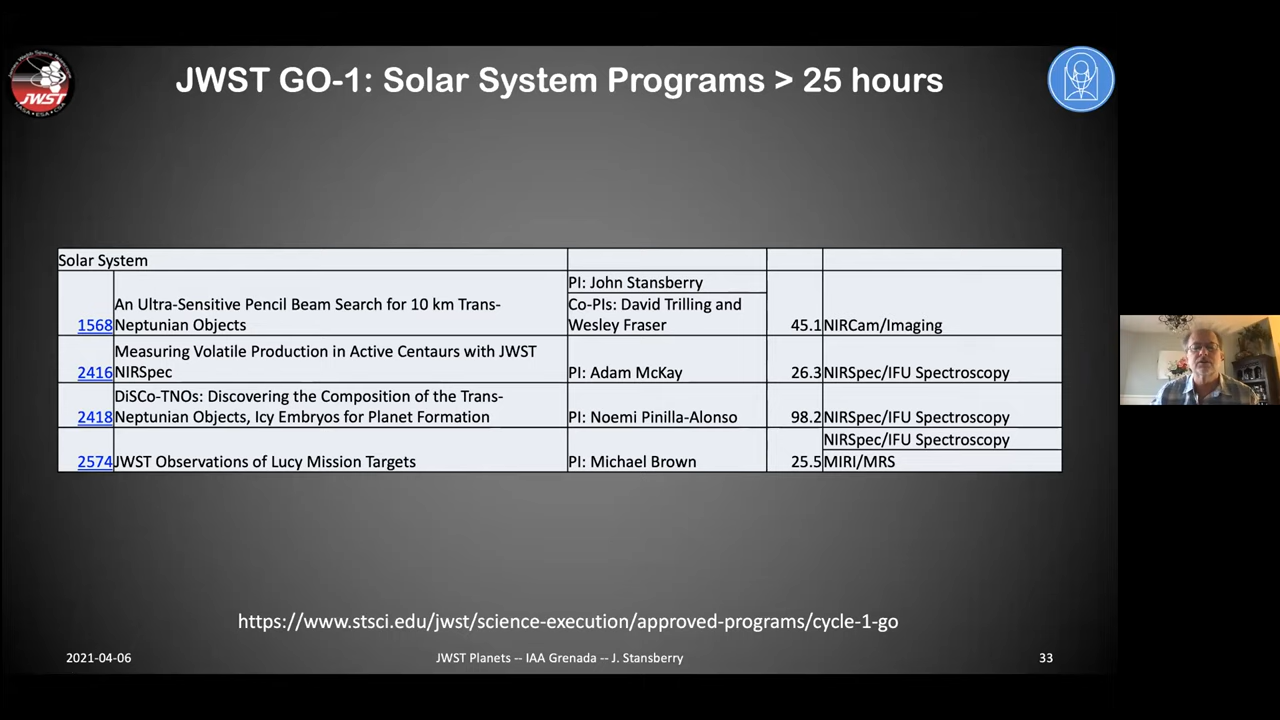 JWST GO-1: Solar System Programs > 25 hours
JWST
Solar System
1568 An Ultra-Sensitive Pencil Beam Search for 10 km Trans-
Neptunian Objects
PI: John Stansberry
Co-PIs: David Trilling and
Wesley Fraser
45.1 NIRCam/Imaging
2416 Measuring Volatile Production in Active Centaurs with JWST
NIRSpec
PI: Adam McKay
26.3 NIRSpec/IFU Spectroscopy
2418 DiSCo-TNOs: Discovering the Composition of the Trans-
Neptunian Objects, Icy Embryos for Planet Formation
PI: Noemi Pinilla-Alonso
98.2 NIRSpec/IFU Spectroscopy
2574 JWST Observations of Lucy Mission Targets
PI: Michael Brown
25.5 NIRSpec/IFU Spectroscopy
MIRI/MRS
https://www.stsci.edu/jwst/science-execution/approved-programs/cycle-1-go
2021-04-06
JWST Planets -- IAA Grenada -- J. Stansberry
33